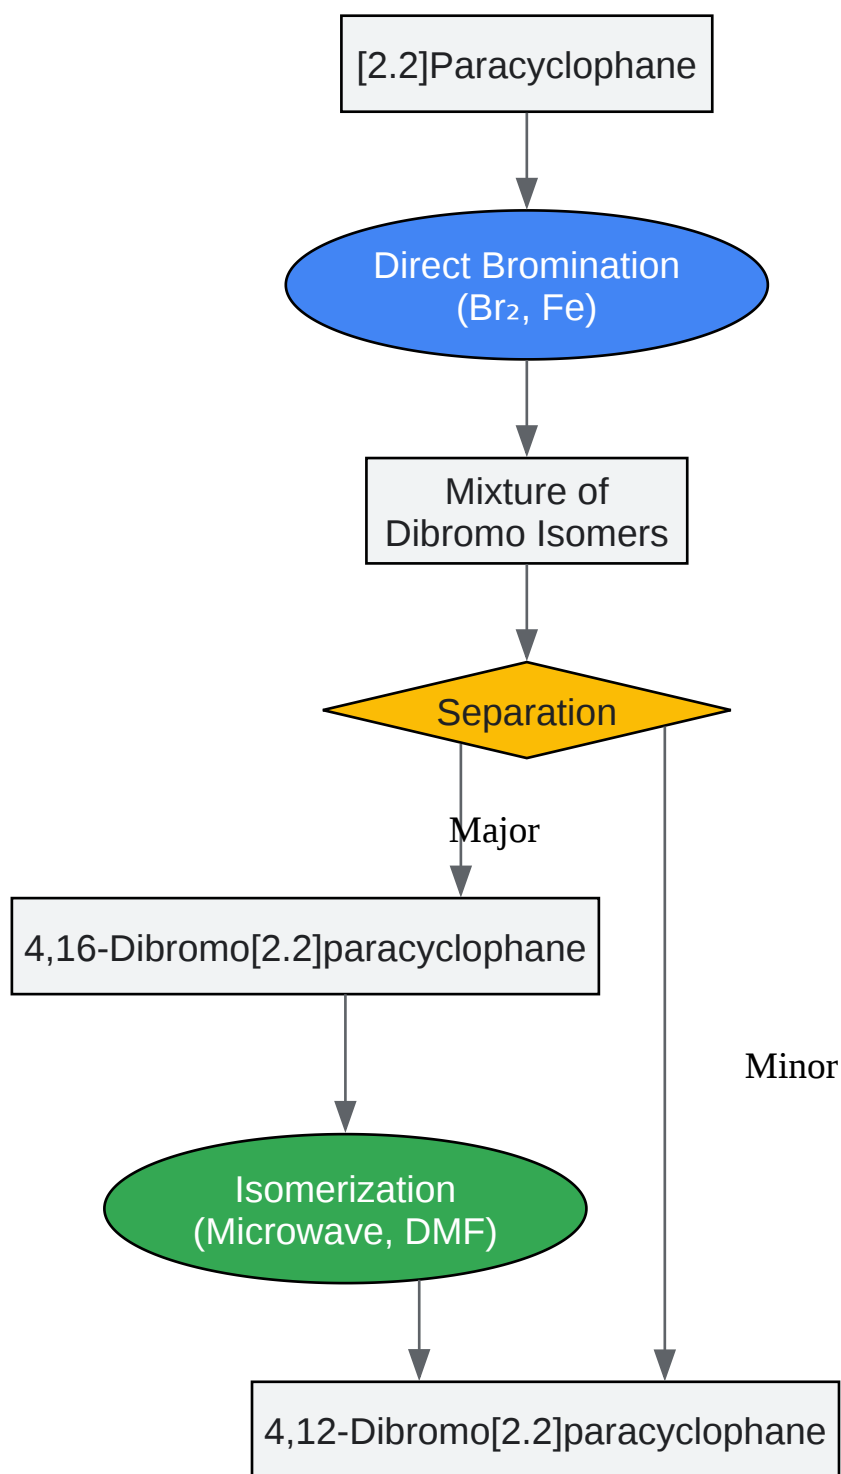 [2.2]Paracyclophane
Direct Bromination
(Br₂, Fe)
Mixture of
Dibromo Isomers
Separation
Major
4,16-Dibromo[2.2]paracyclophane
Minor
Isomerization
(Microwave, DMF)
4,12-Dibromo[2.2]paracyclophane